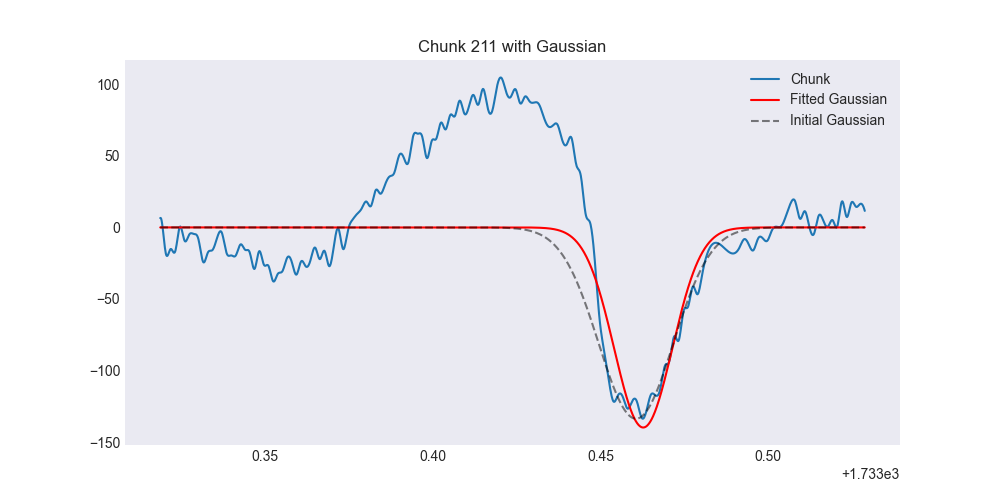 Chunk 211 with Gaussian
Chunk
Fitted Gaussian
Initial Gaussian
100
50
0
−50
−100
−150
0.35 0.40 0.45 0.50
+1.733e3